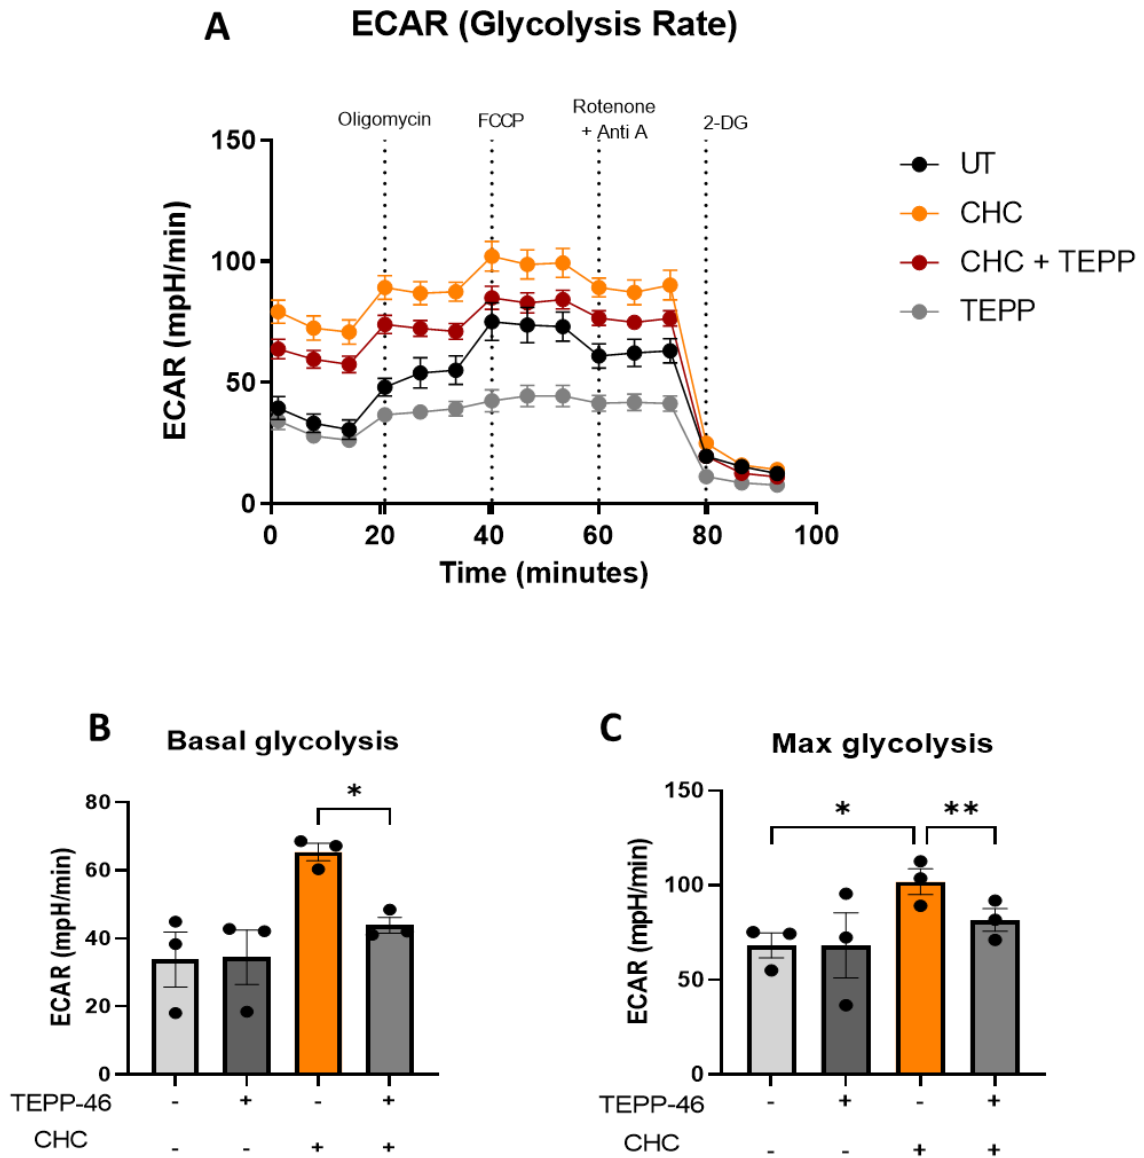 A
ECAR (Glycolysis Rate)
Oligomycin
FCCP
Rotenone
+ Anti A
2-DG
UT
CHC
CHC + TEPP
TEPP
150
100
50
0
ECAR (mpH/min)
0 20 40 60 80 100
Time (minutes)
B
Basal glycolysis
*
80
60
40
20
0
ECAR (mpH/min)
TEPP-46 - + - +
CHC - - + +
C
Max glycolysis
* **
150
100
50
0
ECAR (mpH/min)
TEPP-46 - + - +
CHC - - + +